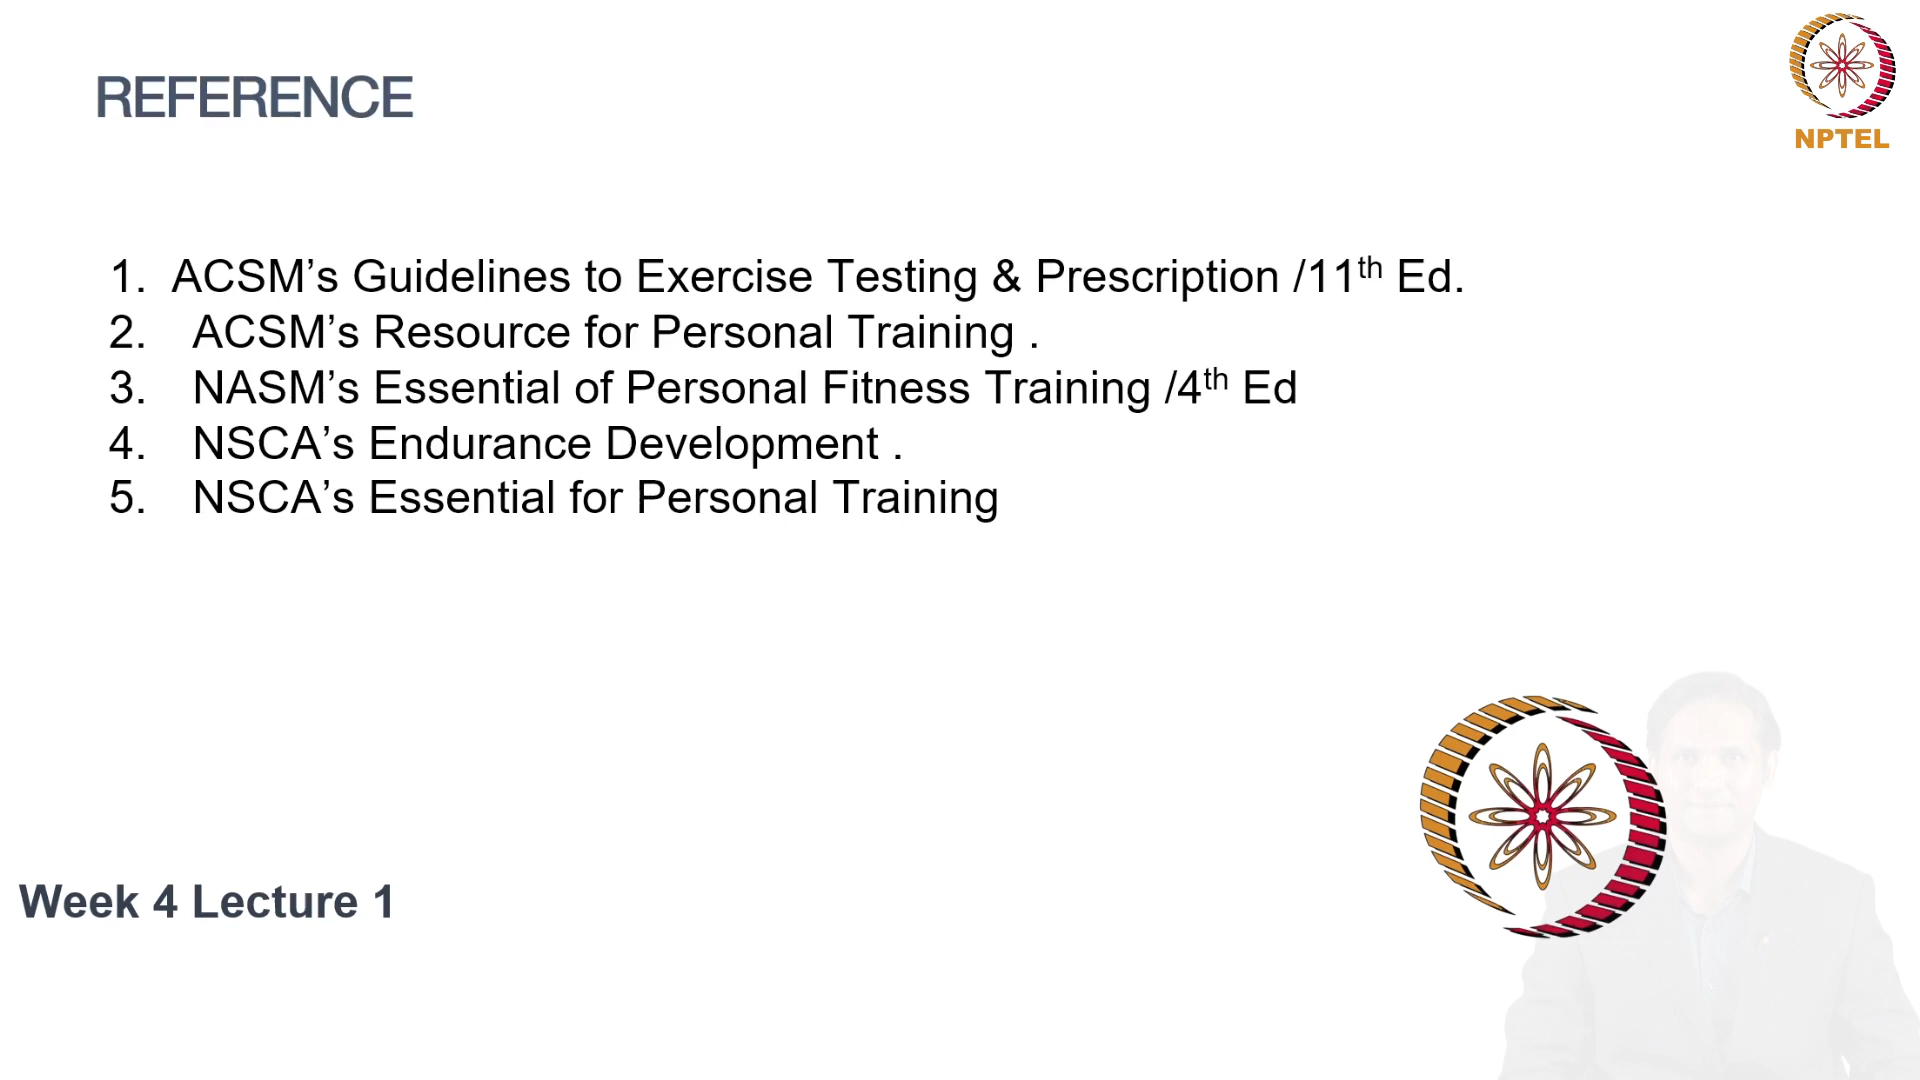 REFERENCE
NPTEL
1. ACSM’s Guidelines to Exercise Testing & Prescription /11th Ed.
2. ACSM’s Resource for Personal Training .
3. NASM’s Essential of Personal Fitness Training /4th Ed
4. NSCA’s Endurance Development .
5. NSCA’s Essential for Personal Training
Week 4 Lecture 1